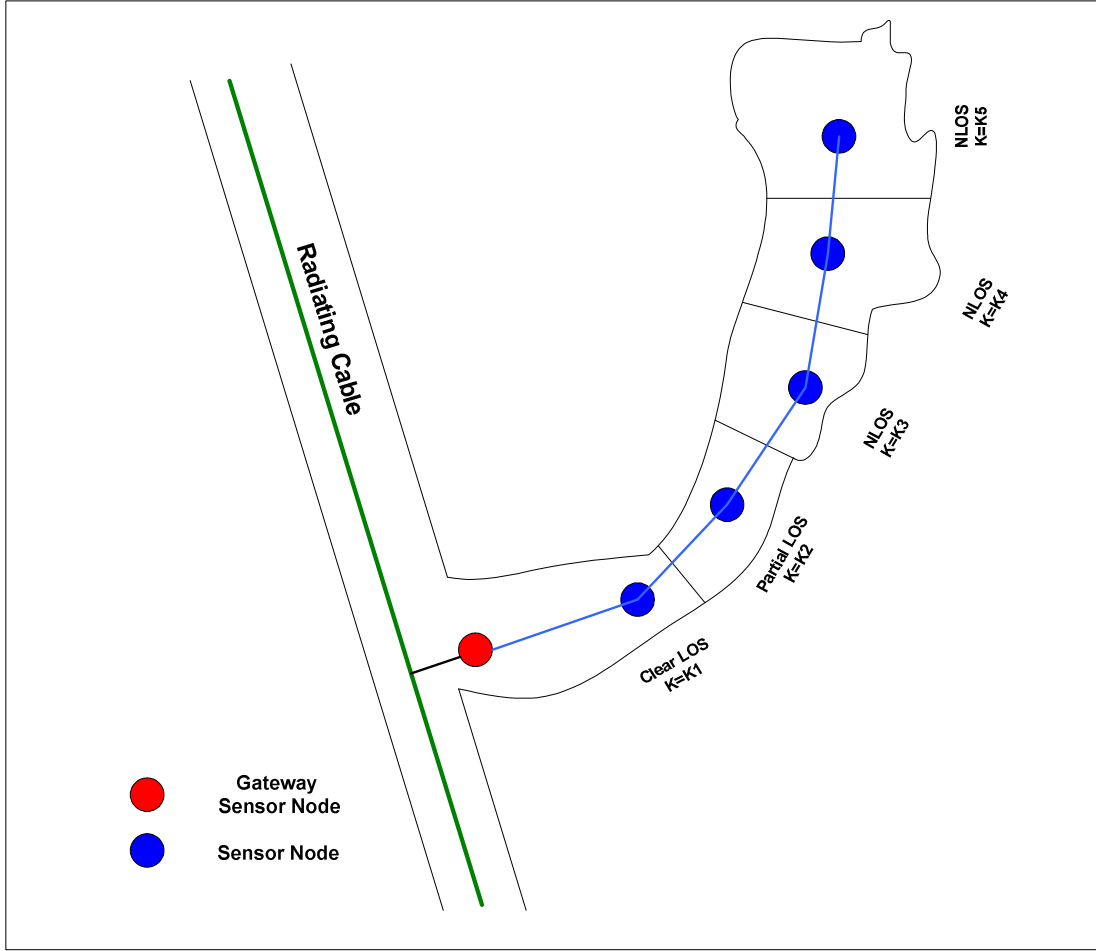 NLOS
K=K5
NLOS
K=K4
Radiating Cable
NLOS
K=K3
Partial LOS
K=K2
Clear LOS
K=K1
Gateway
Sensor Node
Sensor Node